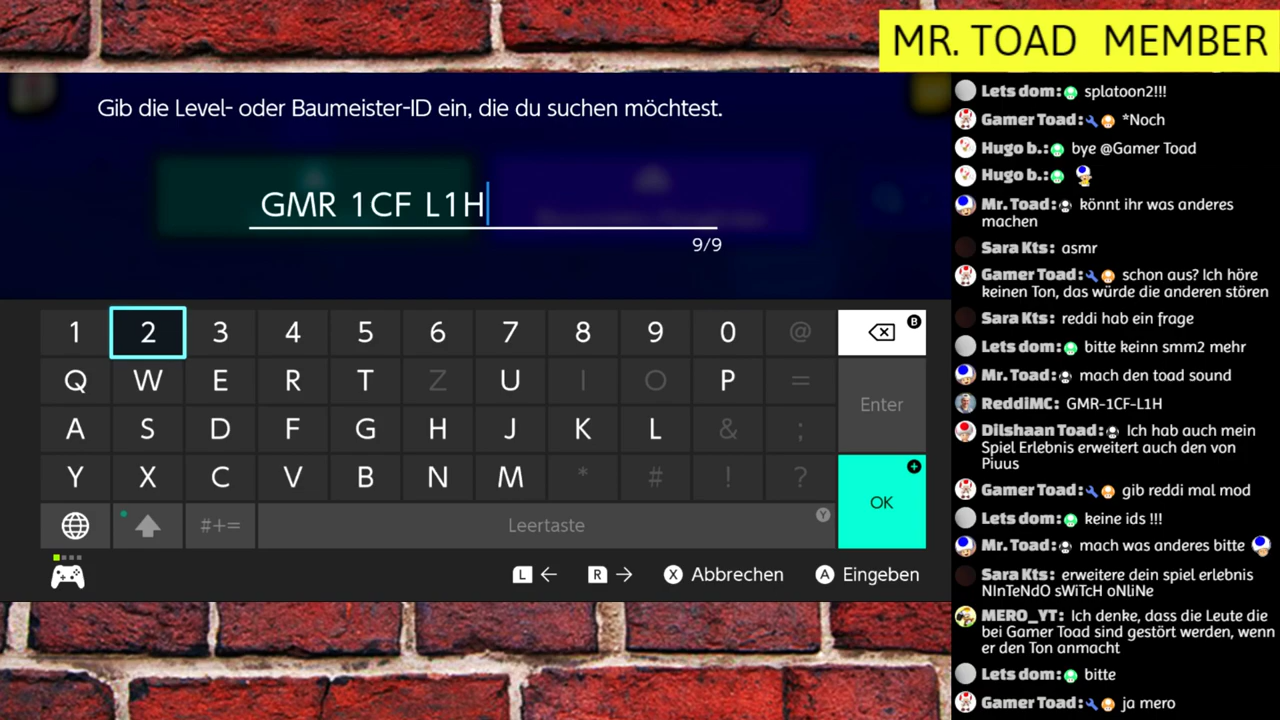 MR. TOAD MEMBER
Gib die Level- oder Baumeister-ID ein, die du suchen möchtest.
GMR 1CF L1H
9/9
1 2 3 4 5 6 7 8 9 0 @
B
Q W E R T Z U I O P =
Enter
A S D F G H J K L & ;
Y X C V B N M * # ! ?
+
OK
#+= Leertaste Y
L ← R → X Abbrechen A Eingeben
Lets dom: splatoon2!!!
Gamer Toad: *Noch
Hugo b.: bye @Gamer Toad
Hugo b.:
Mr. Toad: könnt ihr was anderes
machen
Sara Kts: asmr
Gamer Toad: schon aus? Ich höre
keinen Ton, das würde die anderen stören
Sara Kts: reddi hab ein frage
Lets dom: bitte keinn smm2 mehr
Mr. Toad: mach den toad sound
ReddiMC: GMR-1CF-L1H
Dilshaan Toad: Ich hab auch mein
Spiel Erlebnis erweitert auch den von
Piuus
Gamer Toad: gib reddi mal mod
Lets dom: keine ids !!!
Mr. Toad: mach was anderes bitte
Sara Kts: erweitere dein spiel erlebnis
NInTeNdO sWiTcH oNLiNe
MERO_YT: Ich denke, dass die Leute die
bei Gamer Toad sind gestört werden, wenn
er den Ton anmacht
Lets dom: bitte
Gamer Toad: ja mero